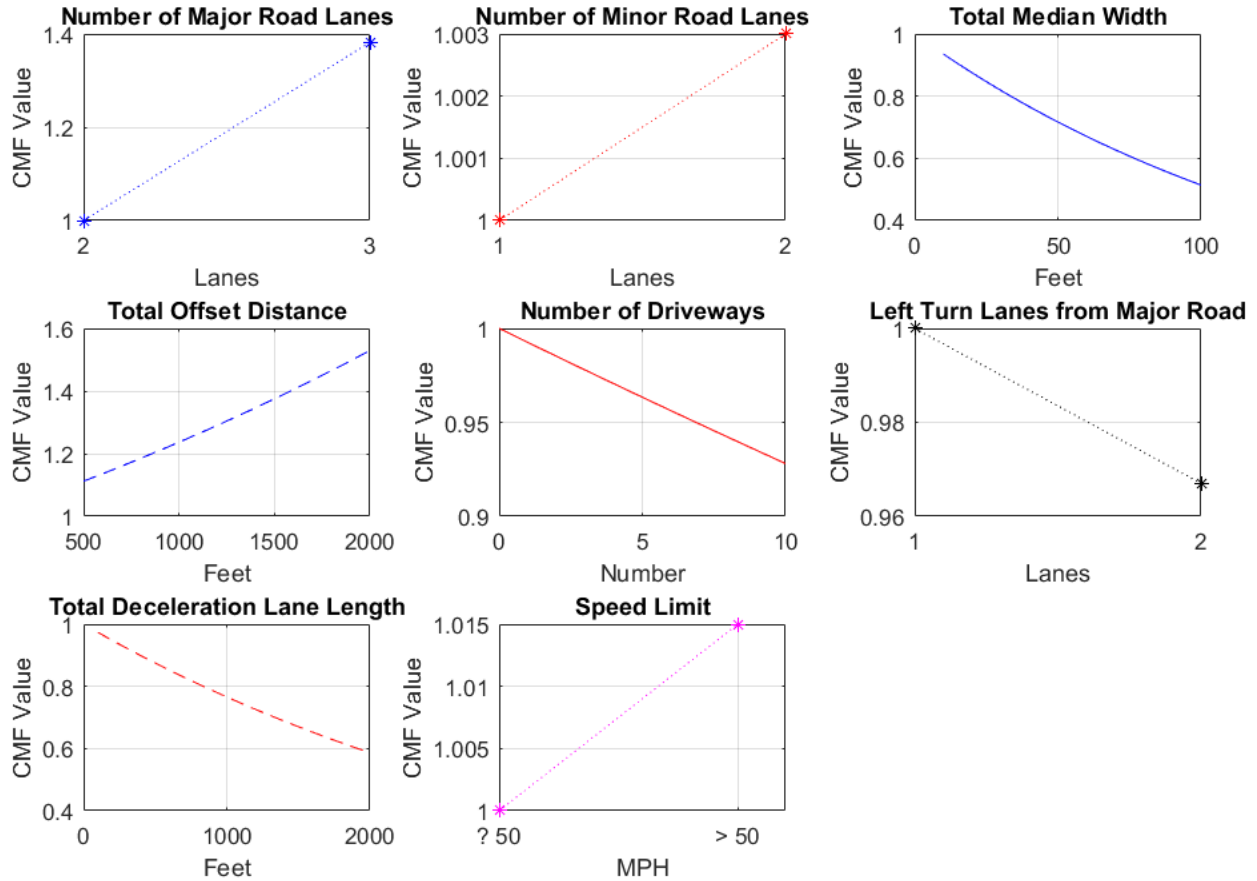 Number of Major Road Lanes
CMF Value
1.4
1.2
1
2 3
Lanes
Number of Minor Road Lanes
CMF Value
1.003
1.002
1.001
1
1 2
Lanes
Total Median Width
CMF Value
1
0.8
0.6
0.4
0 50 100
Feet
Total Offset Distance
CMF Value
1.6
1.4
1.2
1
500 1000 1500 2000
Feet
Number of Driveways
CMF Value
1
0.95
0.9
0 5 10
Number
Left Turn Lanes from Major Road
CMF Value
1
0.98
0.96
1 2
Lanes
Total Deceleration Lane Length
CMF Value
1
0.8
0.6
0.4
0 1000 2000
Feet
Speed Limit
CMF Value
1.015
1.01
1.005
1
? 50 > 50
MPH